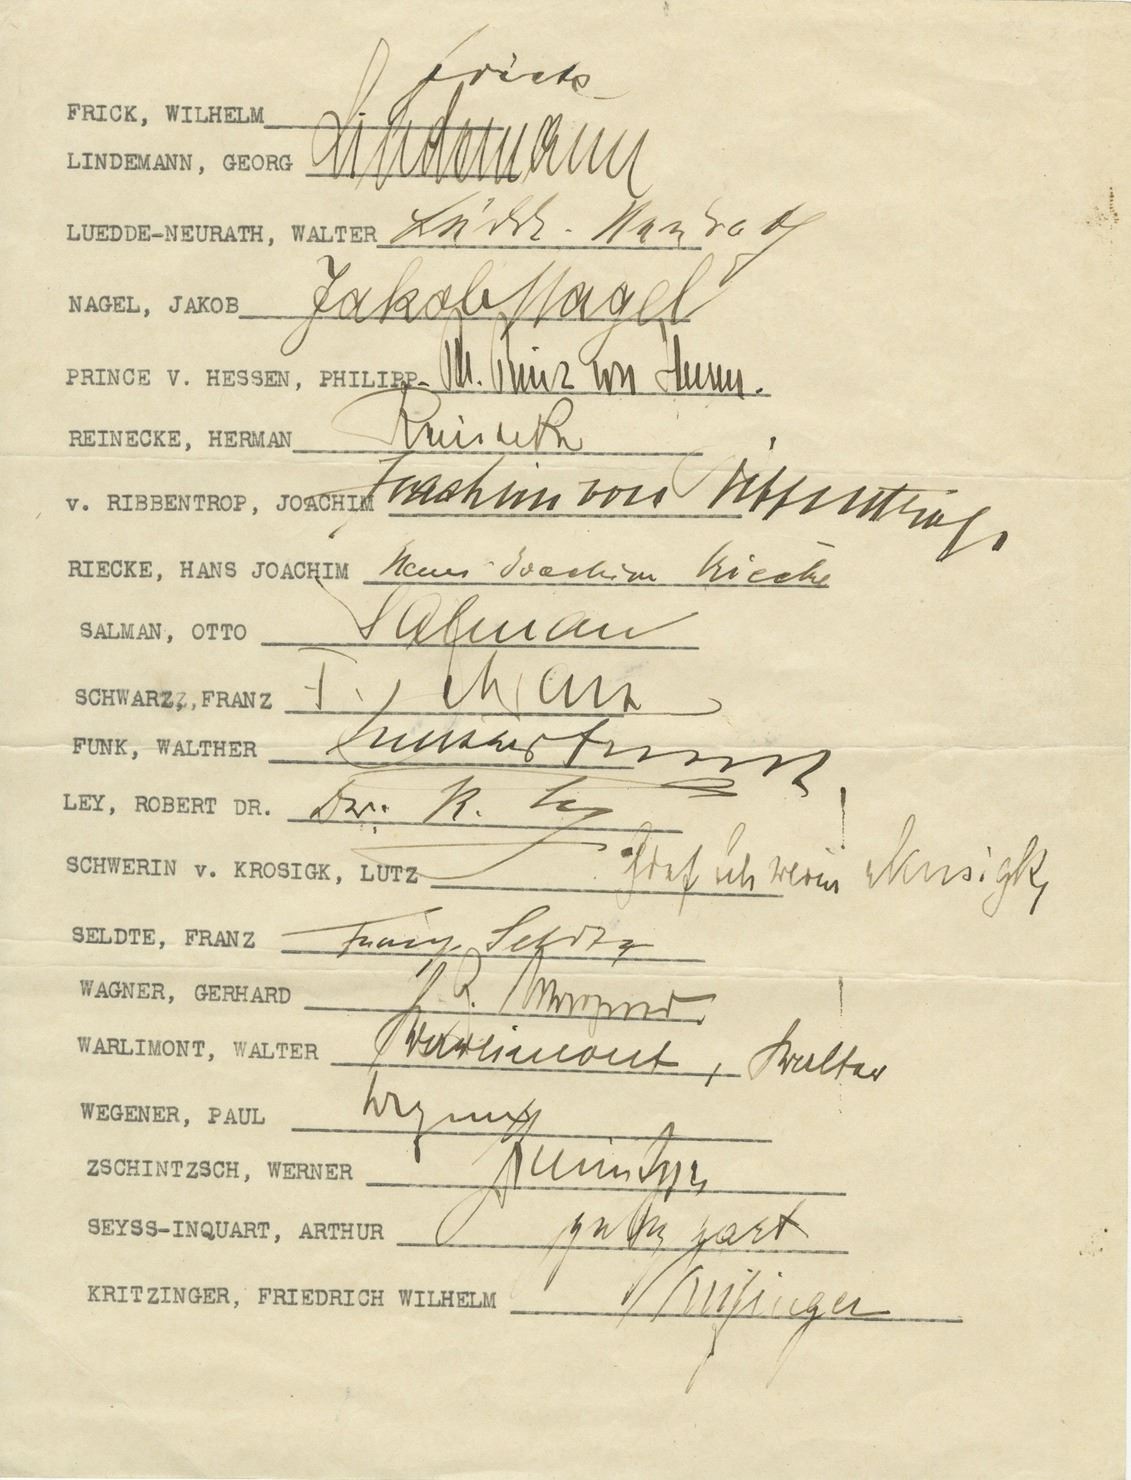 Frick
FRICK, WILHELM
LINDEMANN, GEORG Lindemann
LUEDDE-NEURATH, WALTER Lüdde-Neurath
NAGEL, JAKOB Jakob Nagel
PRINCE V. HESSEN, PHILIPP Ph. Prinz von Hessen.
REINECKE, HERMAN Reinecke
v. RIBBENTROP, JOACHIM Joachim von Ribbentrop
RIECKE, HANS JOACHIM Hans Joachim Riecke
SALMAN, OTTO Salman
SCHWARZ, FRANZ F. Schwarz
FUNK, WALTHER Walther Funk
LEY, ROBERT DR. Dr. R. Ley
SCHWERIN v. KROSIGK, LUTZ Graf Schwerin Krosigk
SELDTE, FRANZ Franz Seldte
WAGNER, GERHARD G. Wagner
WARLIMONT, WALTER Warlimont, Walter
WEGENER, PAUL Wegener
ZSCHINTZSCH, WERNER
SEYSS-INQUART, ARTHUR
KRITZINGER, FRIEDRICH WILHELM Kritzinger